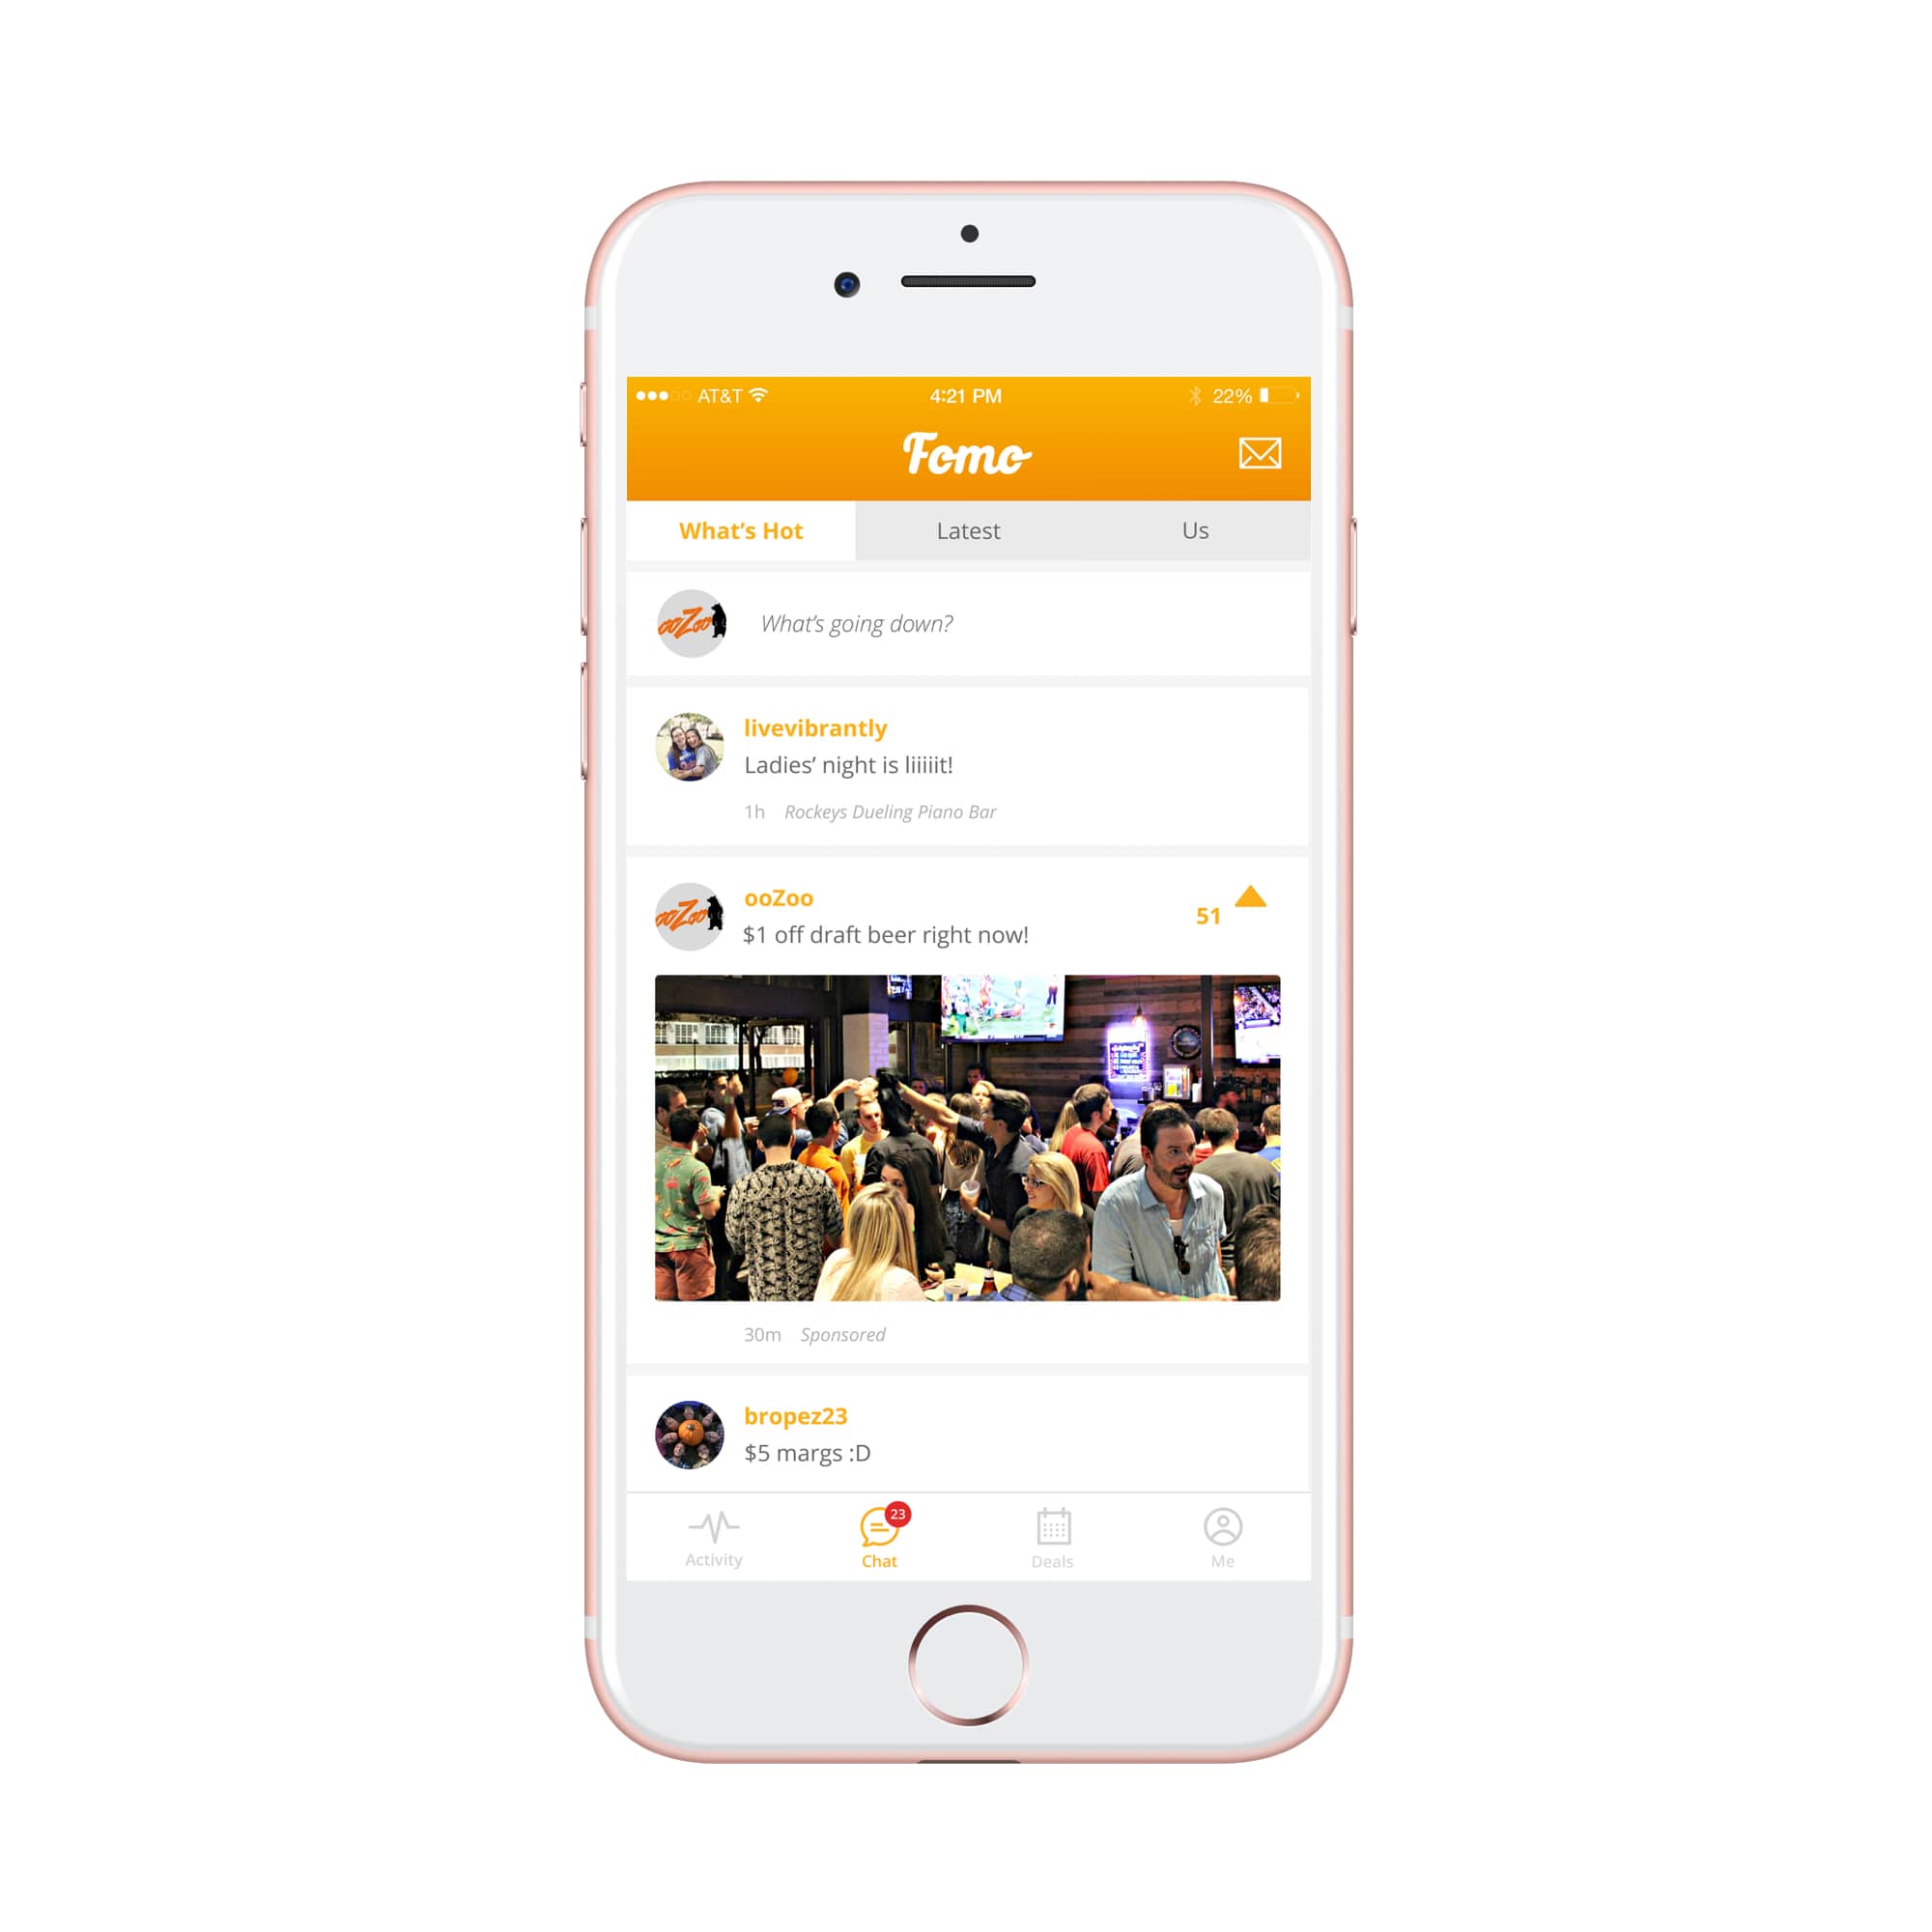 AT&T 4:21 PM 22%
Fomo
What's Hot Latest Us
ooZoo What's going down?
livevibrantly
Ladies' night is liiiiit!
1h Rockeys Dueling Piano Bar
ooZoo
ooZoo
$1 off draft beer right now!
51
30m Sponsored
bropez23
$5 margs :D
23
Activity Chat Deals Me